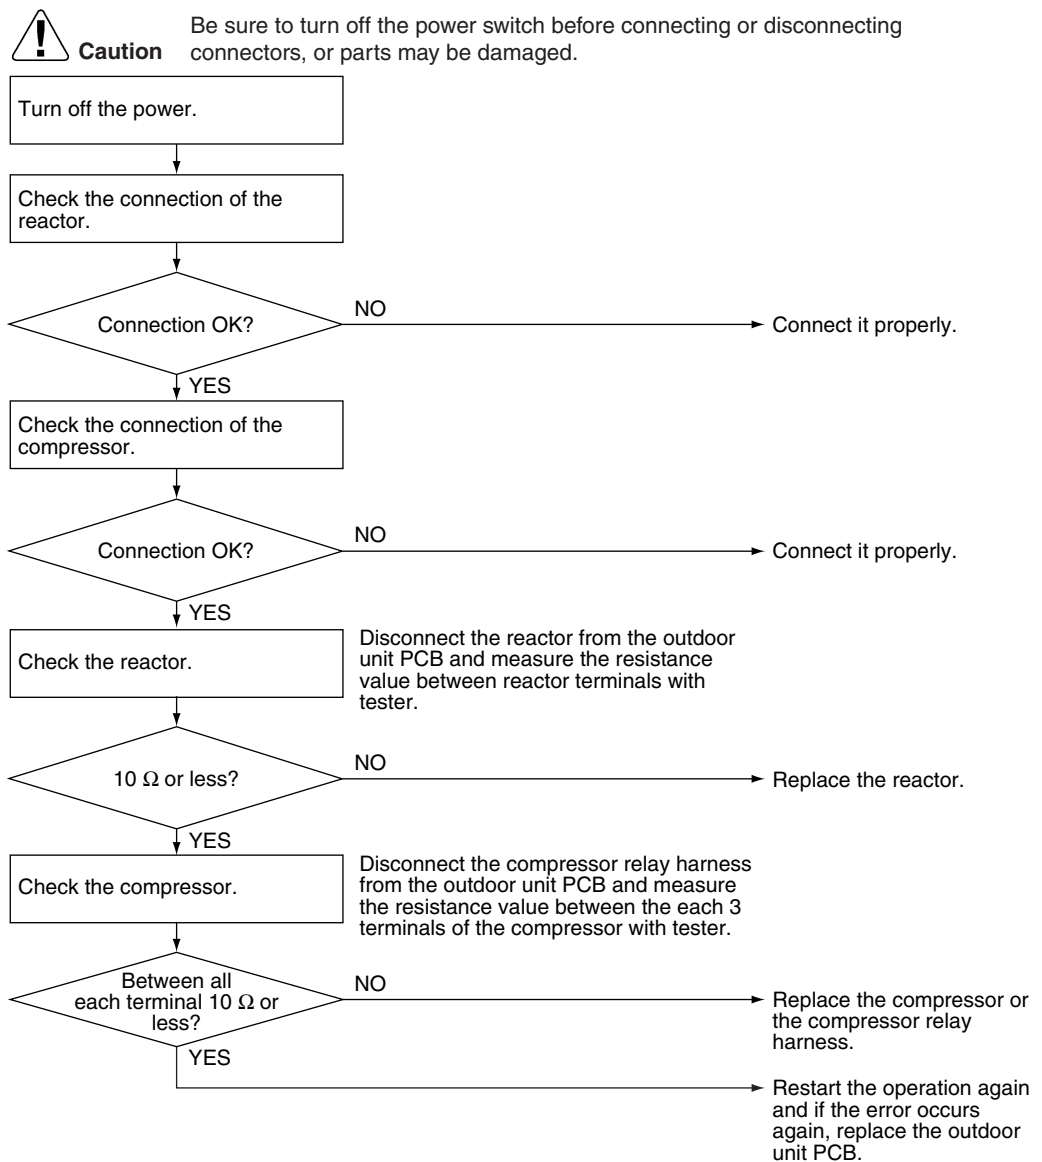 Be sure to turn off the power switch before connecting or disconnecting
Caution connectors, or parts may be damaged.
Turn off the power.
Check the connection of the
reactor.
Connection OK?
NO
Connect it properly.
YES
Check the connection of the
compressor.
Connection OK?
NO
Connect it properly.
YES
Check the reactor.
Disconnect the reactor from the outdoor
unit PCB and measure the resistance
value between reactor terminals with
tester.
10 Ω or less?
NO
Replace the reactor.
YES
Check the compressor.
Disconnect the compressor relay harness
from the outdoor unit PCB and measure
the resistance value between the each 3
terminals of the compressor with tester.
Between all
each terminal 10 Ω or
less?
NO
Replace the compressor or
the compressor relay
harness.
YES
Restart the operation again
and if the error occurs
again, replace the outdoor
unit PCB.